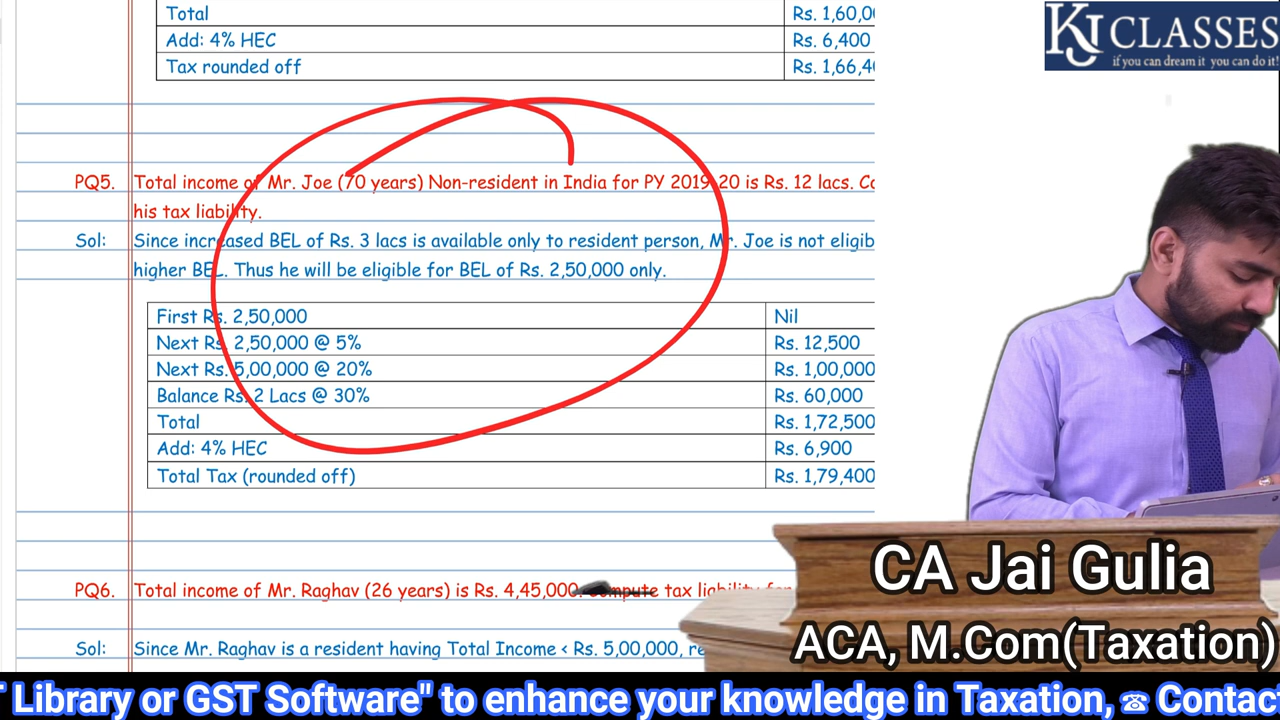 Total Rs. 1,60,0
Add: 4% HEC Rs. 6,400
Tax rounded off Rs. 1,66,4
KJ CLASSES
if you can dream it you can do it!
PQ5. Total income of Mr. Joe (70 years) Non-resident in India for PY 2019-20 is Rs. 12 lacs. Co
his tax liability.
Sol: Since increased BEL of Rs. 3 lacs is available only to resident person, Mr. Joe is not eligib
higher BEL. Thus he will be eligible for BEL of Rs. 2,50,000 only.
First Rs. 2,50,000 Nil
Next Rs. 2,50,000 @ 5% Rs. 12,500
Next Rs. 5,00,000 @ 20% Rs. 1,00,000
Balance Rs. 2 Lacs @ 30% Rs. 60,000
Total Rs. 1,72,500
Add: 4% HEC Rs. 6,900
Total Tax (rounded off) Rs. 1,79,400
PQ6. Total income of Mr. Raghav (26 years) is Rs. 4,45,000. Compute tax liability for
Sol: Since Mr. Raghav is a resident having Total Income < Rs. 5,00,000, re
CA Jai Gulia
ACA, M.Com(Taxation)
T Library or GST Software" to enhance your knowledge in Taxation, ☎ Contac